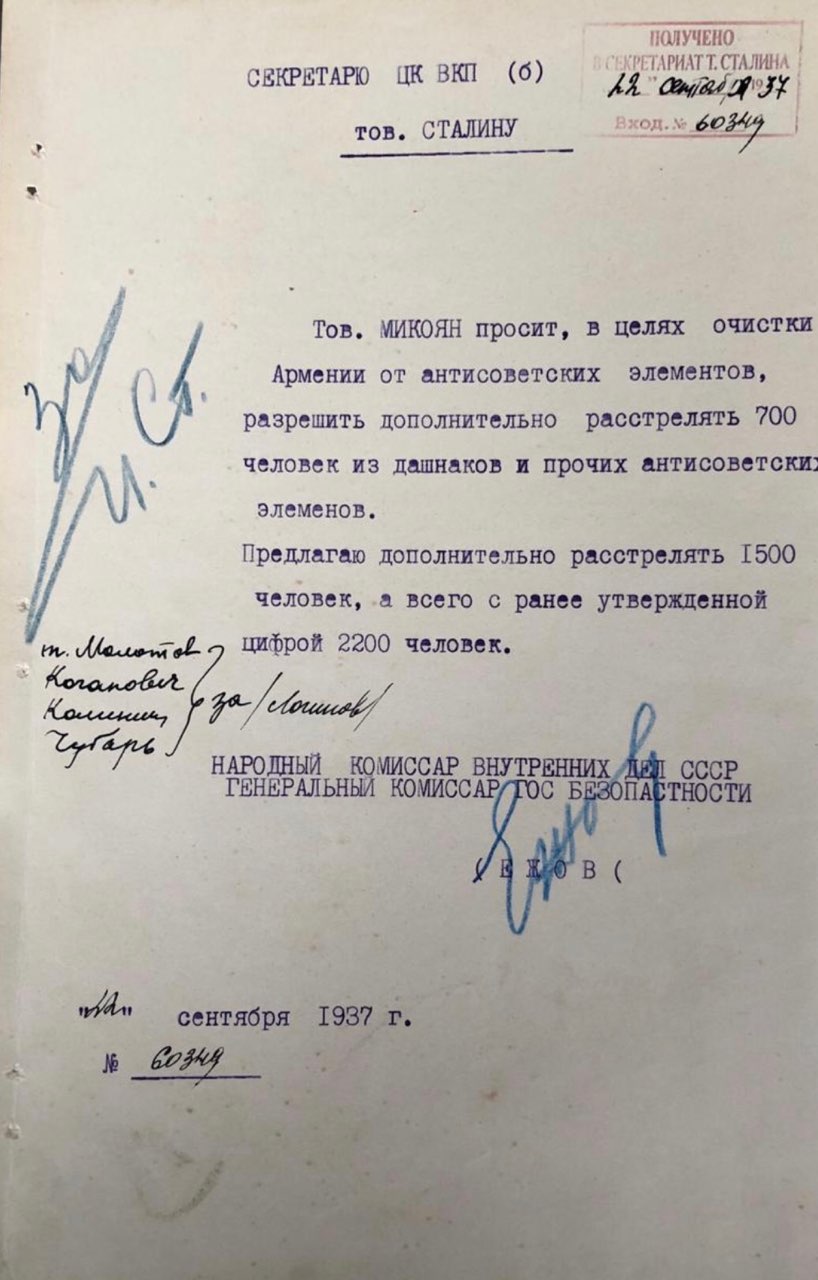 ПОЛУЧЕНО
В СЕКРЕТАРИАТ Т. СТАЛИНА
"22" сентября 1937
Вход. № 60349
СЕКРЕТАРЮ ЦК ВКП (б)
тов. СТАЛИНУ
За
И. Ст.
Тов. МИКОЯН просит, в целях очистки
Армении от антисоветских элементов,
разрешить дополнительно расстрелять 700
человек из дашнаков и прочих антисоветских
элеменов.
Предлагаю дополнительно расстрелять 1500
человек, а всего с ранее утвержденной
цифрой 2200 человек.
т. Молотов
Каганович
Калинин
Чубарь
за
НАРОДНЫЙ КОМИССАР ВНУТРЕННИХ ДЕЛ СССР
ГЕНЕРАЛЬНЫЙ КОМИССАР ГОС БЕЗОПАСТНОСТИ
Ежов
( Е Ж О В (
"22" сентября 1937 г.
№ 60349